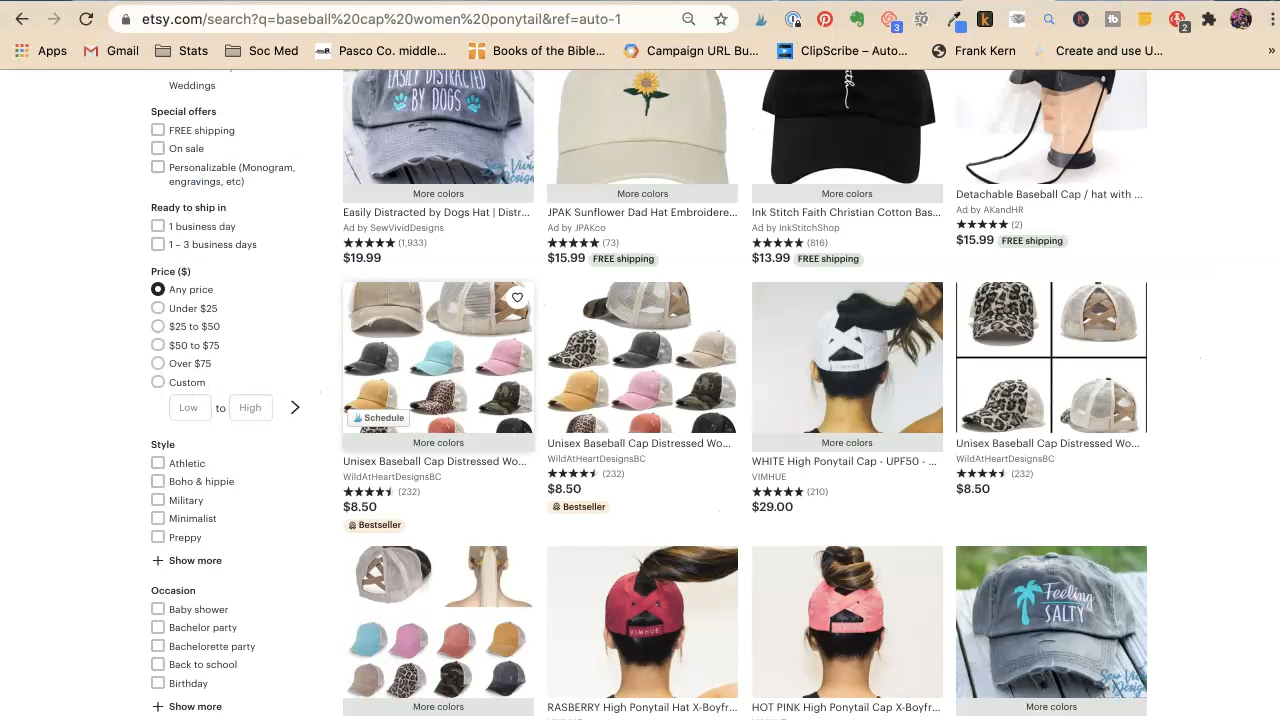 etsy.com/search?q=baseball%20cap%20women%20ponytail&ref=auto-1
3
2
Apps
Gmail
Stats
Soc Med
Pasco Co. middle...
Books of the Bible...
Campaign URL Bu...
ClipScribe – Auto...
Frank Kern
Create and use U...
»
Weddings
Special offers
FREE shipping
On sale
Personalizable (Monogram,
engravings, etc)
Ready to ship in
1 business day
1 – 3 business days
Price ($)
Any price
Under $25
$25 to $50
$50 to $75
Over $75
Custom
Low to High
Style
Athletic
Boho & hippie
Military
Minimalist
Preppy
Show more
Occasion
Baby shower
Bachelor party
Bachelorette party
Back to school
Birthday
Show more
EASILY DISTRACTED
BY DOGS
More colors
Easily Distracted by Dogs Hat | Distr...
Ad by SewVividDesigns
(1,933)
$19.99
More colors
JPAK Sunflower Dad Hat Embroidere...
Ad by JPAKco
(73)
$15.99 FREE shipping
More colors
Ink Stitch Faith Christian Cotton Bas...
Ad by InkStitchShop
(816)
$13.99 FREE shipping
Detachable Baseball Cap / hat with ...
Ad by AKandHR
(2)
$15.99 FREE shipping
Schedule
More colors
Unisex Baseball Cap Distressed Wo...
WildAtHeartDesignsBC
(232)
$8.50
Bestseller
Unisex Baseball Cap Distressed Wo...
WildAtHeartDesignsBC
(232)
$8.50
Bestseller
VIMHUE
More colors
WHITE High Ponytail Cap - UPF50 - ...
VIMHUE
(210)
$29.00
Unisex Baseball Cap Distressed Wo...
WildAtHeartDesignsBC
(232)
$8.50
More colors
VIMHUE
RASBERRY High Ponytail Hat X-Boyfr...
HOT PINK High Ponytail Cap X-Boyfr...
Feeling
SALTY
More colors